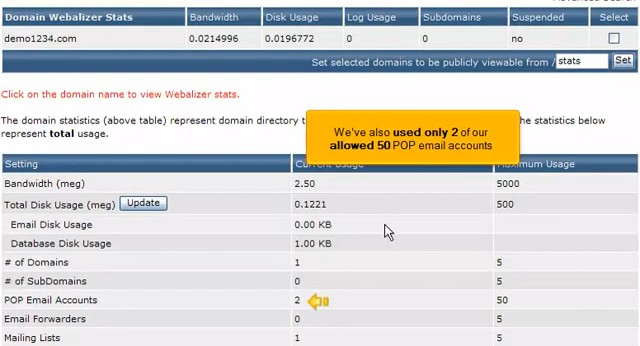 Domain Webalizer Stats Bandwidth Disk Usage Log Usage Subdomains Suspended Select
demo1234.com 0.0214996 0.0196772 0 0 no
Set selected domains to be publicly viewable from / stats Set
Click on the domain name to view Webalizer stats.
The domain statistics (above table) represent domain directory t the statistics below
represent total usage.
We've also used only 2 of our
allowed 50 POP email accounts
Setting Current Usage Maximum Usage
Bandwidth (meg) 2.50 5000
Total Disk Usage (meg) Update 0.1221 500
Email Disk Usage 0.00 KB
Database Disk Usage 1.00 KB
# of Domains 1 5
# of SubDomains 0 5
POP Email Accounts 2 50
Email Forwarders 0 5
Mailing Lists 1 5